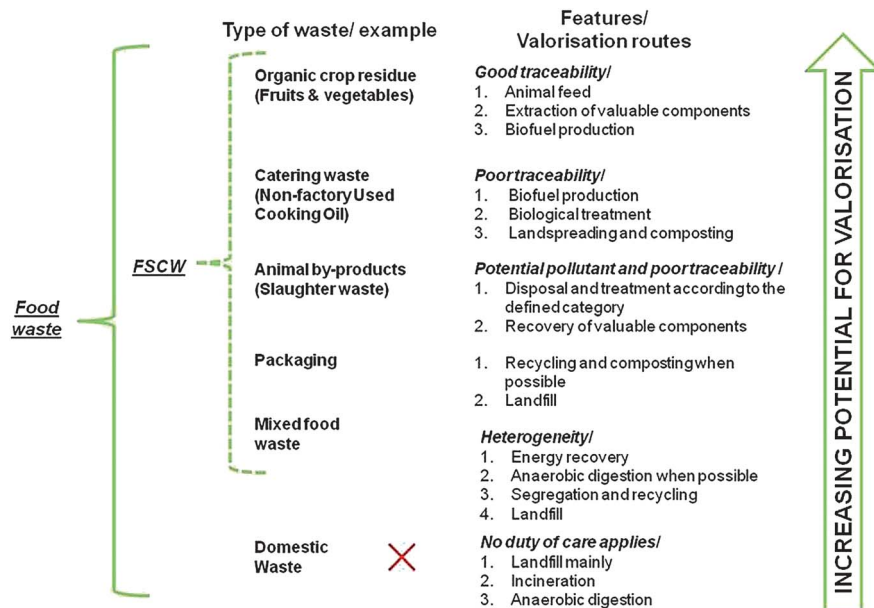 Type of waste/ example
Features/
Valorisation routes
Food
waste
FSCW
Organic crop residue
(Fruits & vegetables)
Good traceability/
1. Animal feed
2. Extraction of valuable components
3. Biofuel production
Catering waste
(Non-factory Used
Cooking Oil)
Poor traceability/
1. Biofuel production
2. Biological treatment
3. Landspreading and composting
Animal by-products
(Slaughter waste)
Potential pollutant and poor traceability /
1. Disposal and treatment according to the
defined category
2. Recovery of valuable components
Packaging
1. Recycling and composting when
possible
2. Landfill
Mixed food
waste
Heterogeneity/
1. Energy recovery
2. Anaerobic digestion when possible
3. Segregation and recycling
4. Landfill
Domestic
Waste
No duty of care applies/
1. Landfill mainly
2. Incineration
3. Anaerobic digestion
INCREASING POTENTIAL FOR VALORISATION